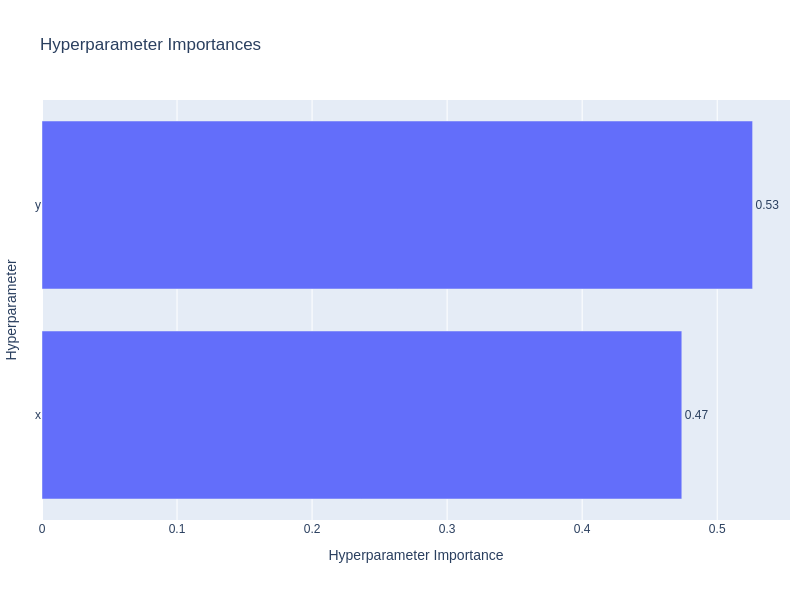 Hyperparameter Importances
Hyperparameter
y
0.53
x
0.47
0 0.1 0.2 0.3 0.4 0.5
Hyperparameter Importance